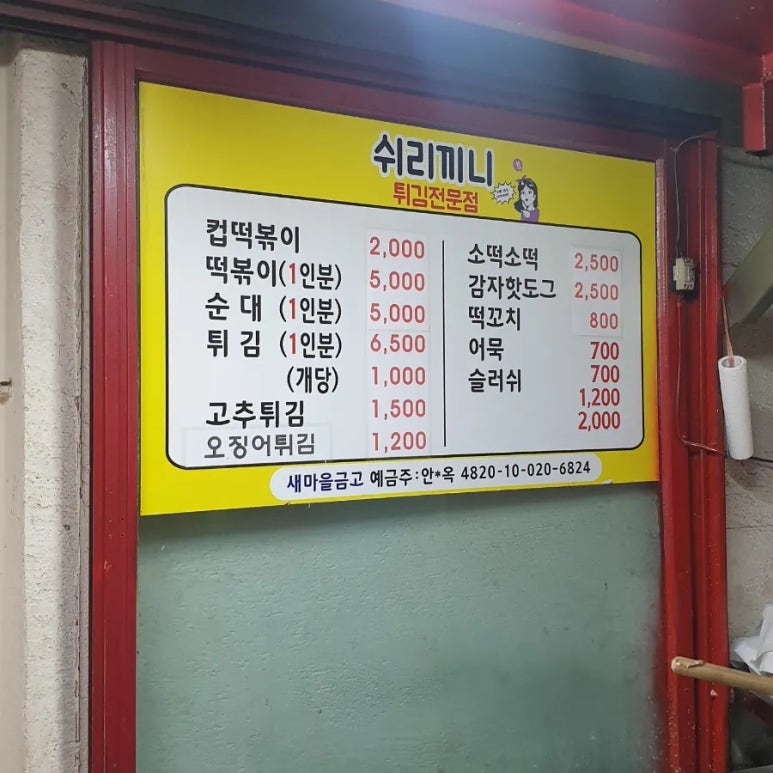 쉬리끼니
튀김전문점
컵떡볶이 2,000
떡볶이(1인분) 5,000
순대 (1인분) 5,000
튀김 (1인분) 6,500
(개당) 1,000
고추튀김 1,500
오징어튀김 1,200
소떡소떡 2,500
감자핫도그 2,500
떡꼬치 800
어묵 700
슬러쉬 700
1,200
2,000
새마을금고 예금주:안*옥 4820-10-020-6824